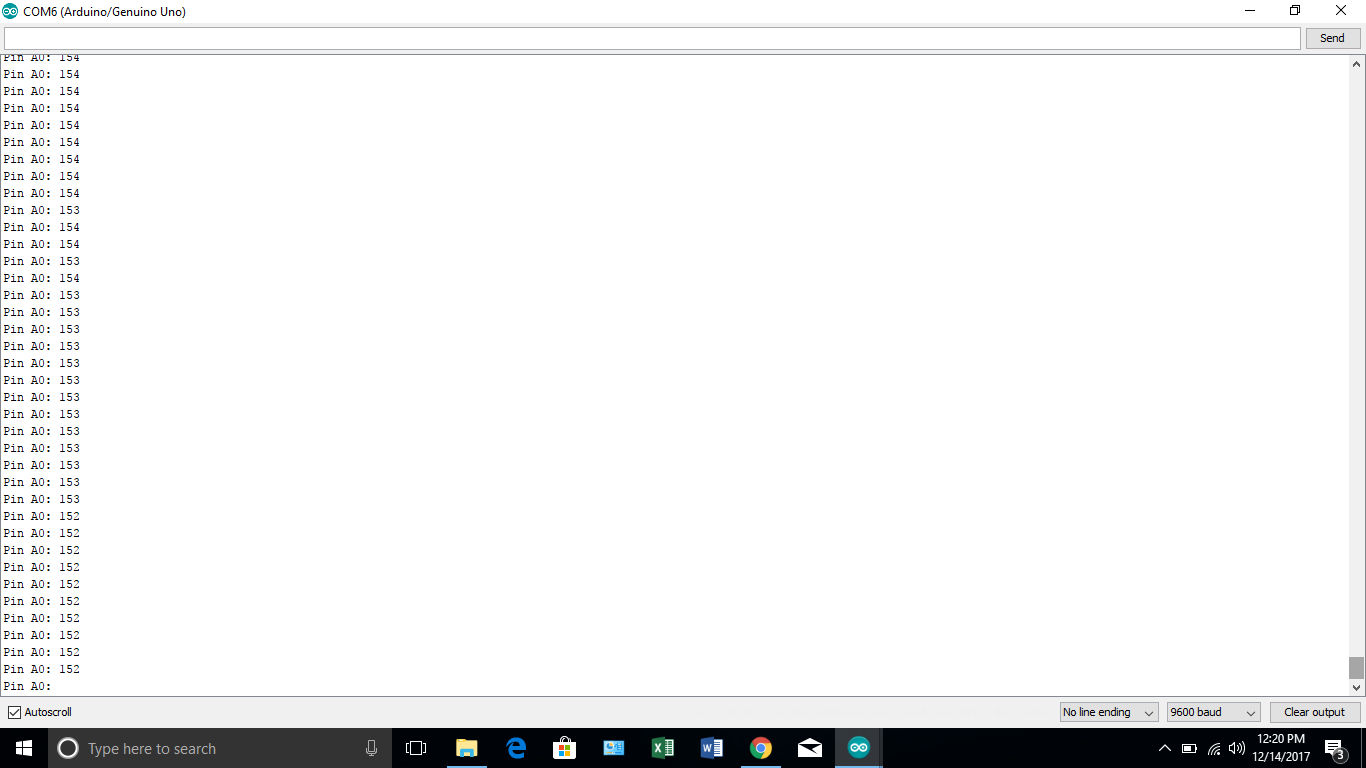 COM6 (Arduino/Genuino Uno)
Send
Pin A0: 154
Pin A0: 154
Pin A0: 154
Pin A0: 154
Pin A0: 154
Pin A0: 154
Pin A0: 154
Pin A0: 154
Pin A0: 154
Pin A0: 153
Pin A0: 154
Pin A0: 154
Pin A0: 153
Pin A0: 154
Pin A0: 153
Pin A0: 153
Pin A0: 153
Pin A0: 153
Pin A0: 153
Pin A0: 153
Pin A0: 153
Pin A0: 153
Pin A0: 153
Pin A0: 153
Pin A0: 153
Pin A0: 153
Pin A0: 153
Pin A0: 152
Pin A0: 152
Pin A0: 152
Pin A0: 152
Pin A0: 152
Pin A0: 152
Pin A0: 152
Pin A0: 152
Pin A0: 152
Pin A0: 152
Pin A0:
Autoscroll
No line ending
9600 baud
Clear output
Type here to search
12:20 PM
12/14/2017
3